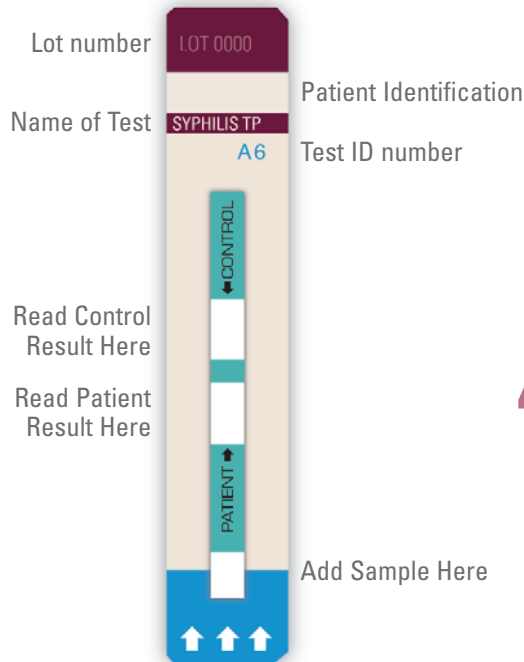 Lot number
LOT 0000
Patient Identification
Name of Test
SYPHILIS TP
A6
Test ID number
CONTROL
Read Control
Result Here
Read Patient
Result Here
PATIENT
Add Sample Here